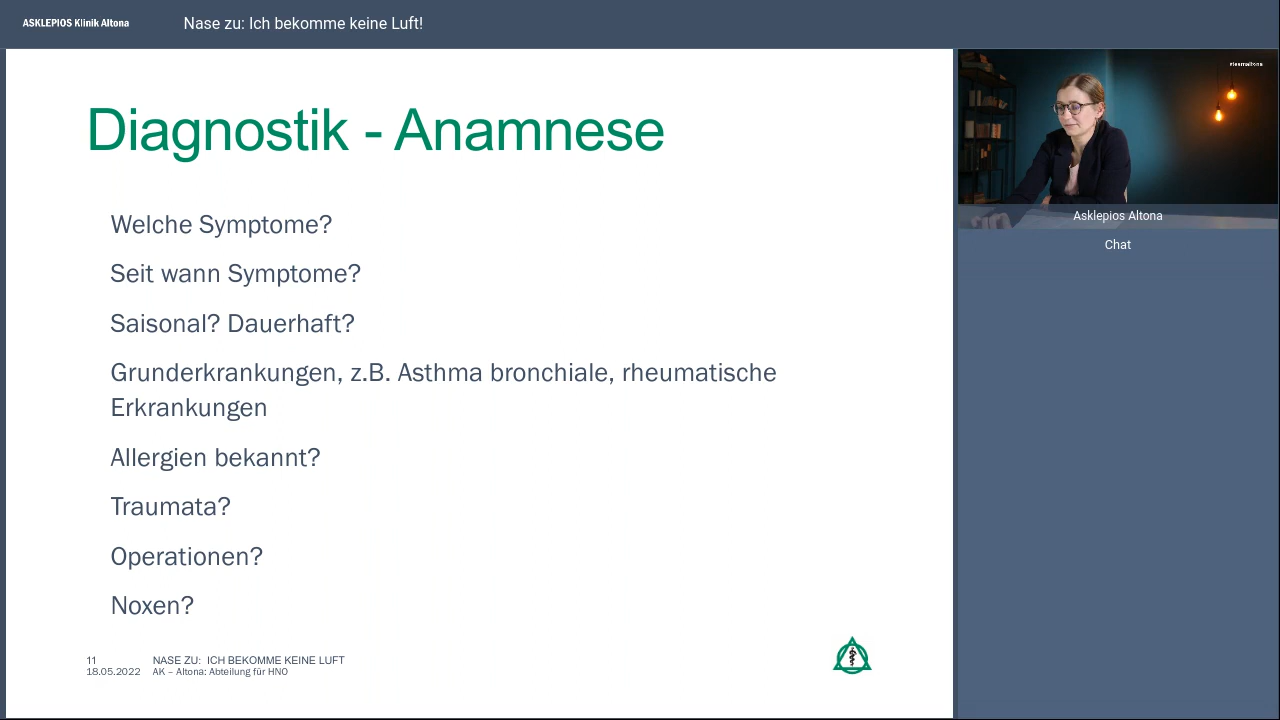 ASKLEPIOS Klinik Altona
Nase zu: Ich bekomme keine Luft!
Diagnostik - Anamnese
Welche Symptome?
Seit wann Symptome?
Saisonal? Dauerhaft?
Grunderkrankungen, z.B. Asthma bronchiale, rheumatische
Erkrankungen
Allergien bekannt?
Traumata?
Operationen?
Noxen?
11
NASE ZU: ICH BEKOMME KEINE LUFT
18.05.2022
AK – Altona: Abteilung für HNO
#teamaltona
Asklepios Altona
Chat